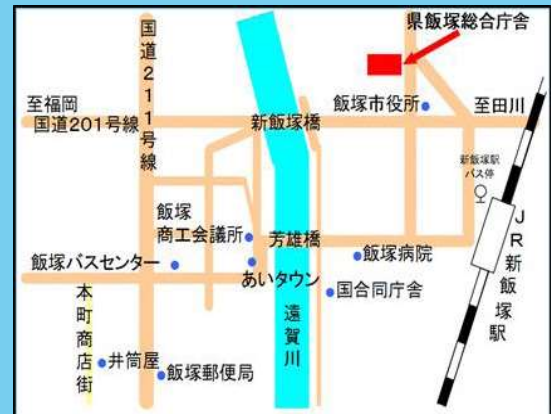 県飯塚総合庁舎
国道211号線
至福岡
国道201号線
新飯塚橋
飯塚市役所
至田川
新飯塚駅
バス停
飯塚
商工会議所
芳雄橋
飯塚病院
JR新飯塚駅
飯塚バスセンター
あいタウン
国合同庁舎
本町商店街
遠賀川
井筒屋
飯塚郵便局